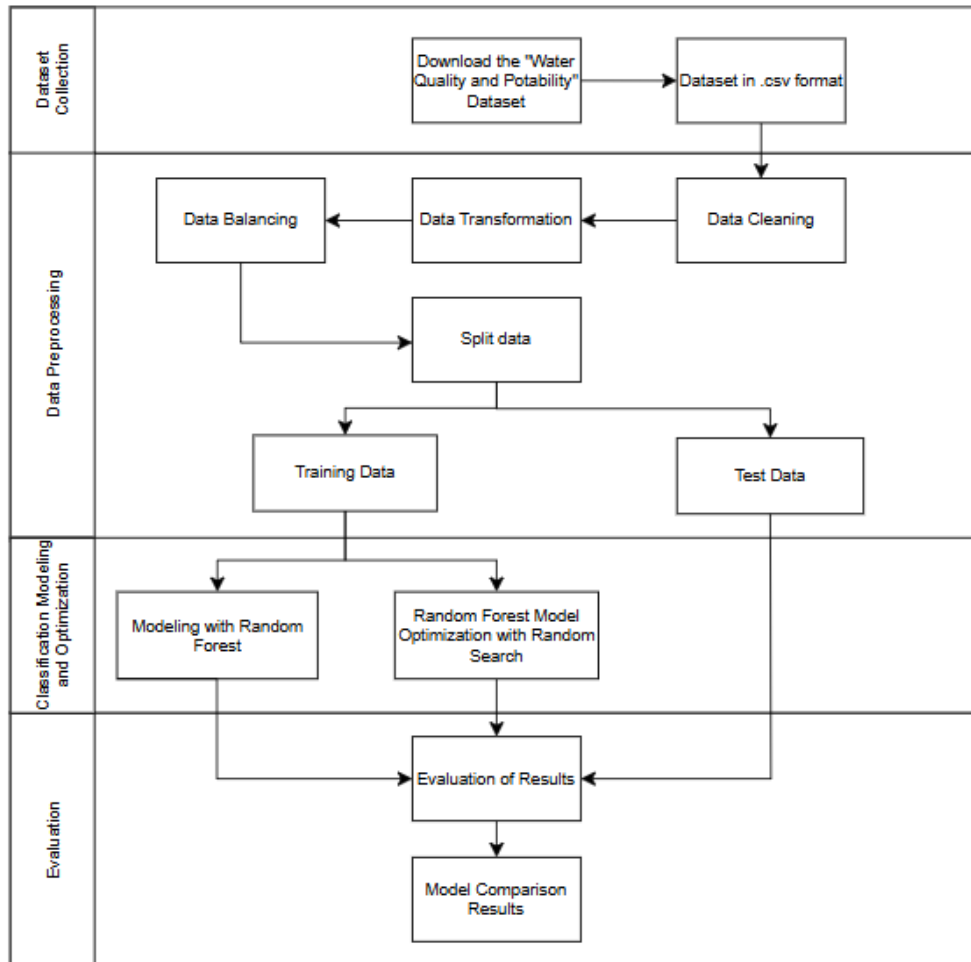 Dataset
Collection
Download the "Water
Quality and Potability"
Dataset
Dataset in .csv format
Data Preprocessing
Data Balancing
Data Transformation
Data Cleaning
Split data
Training Data
Test Data
Classification Modeling
and Optimization
Modeling with Random
Forest
Random Forest Model
Optimization with Random
Search
Evaluation
Evaluation of Results
Model Comparison
Results